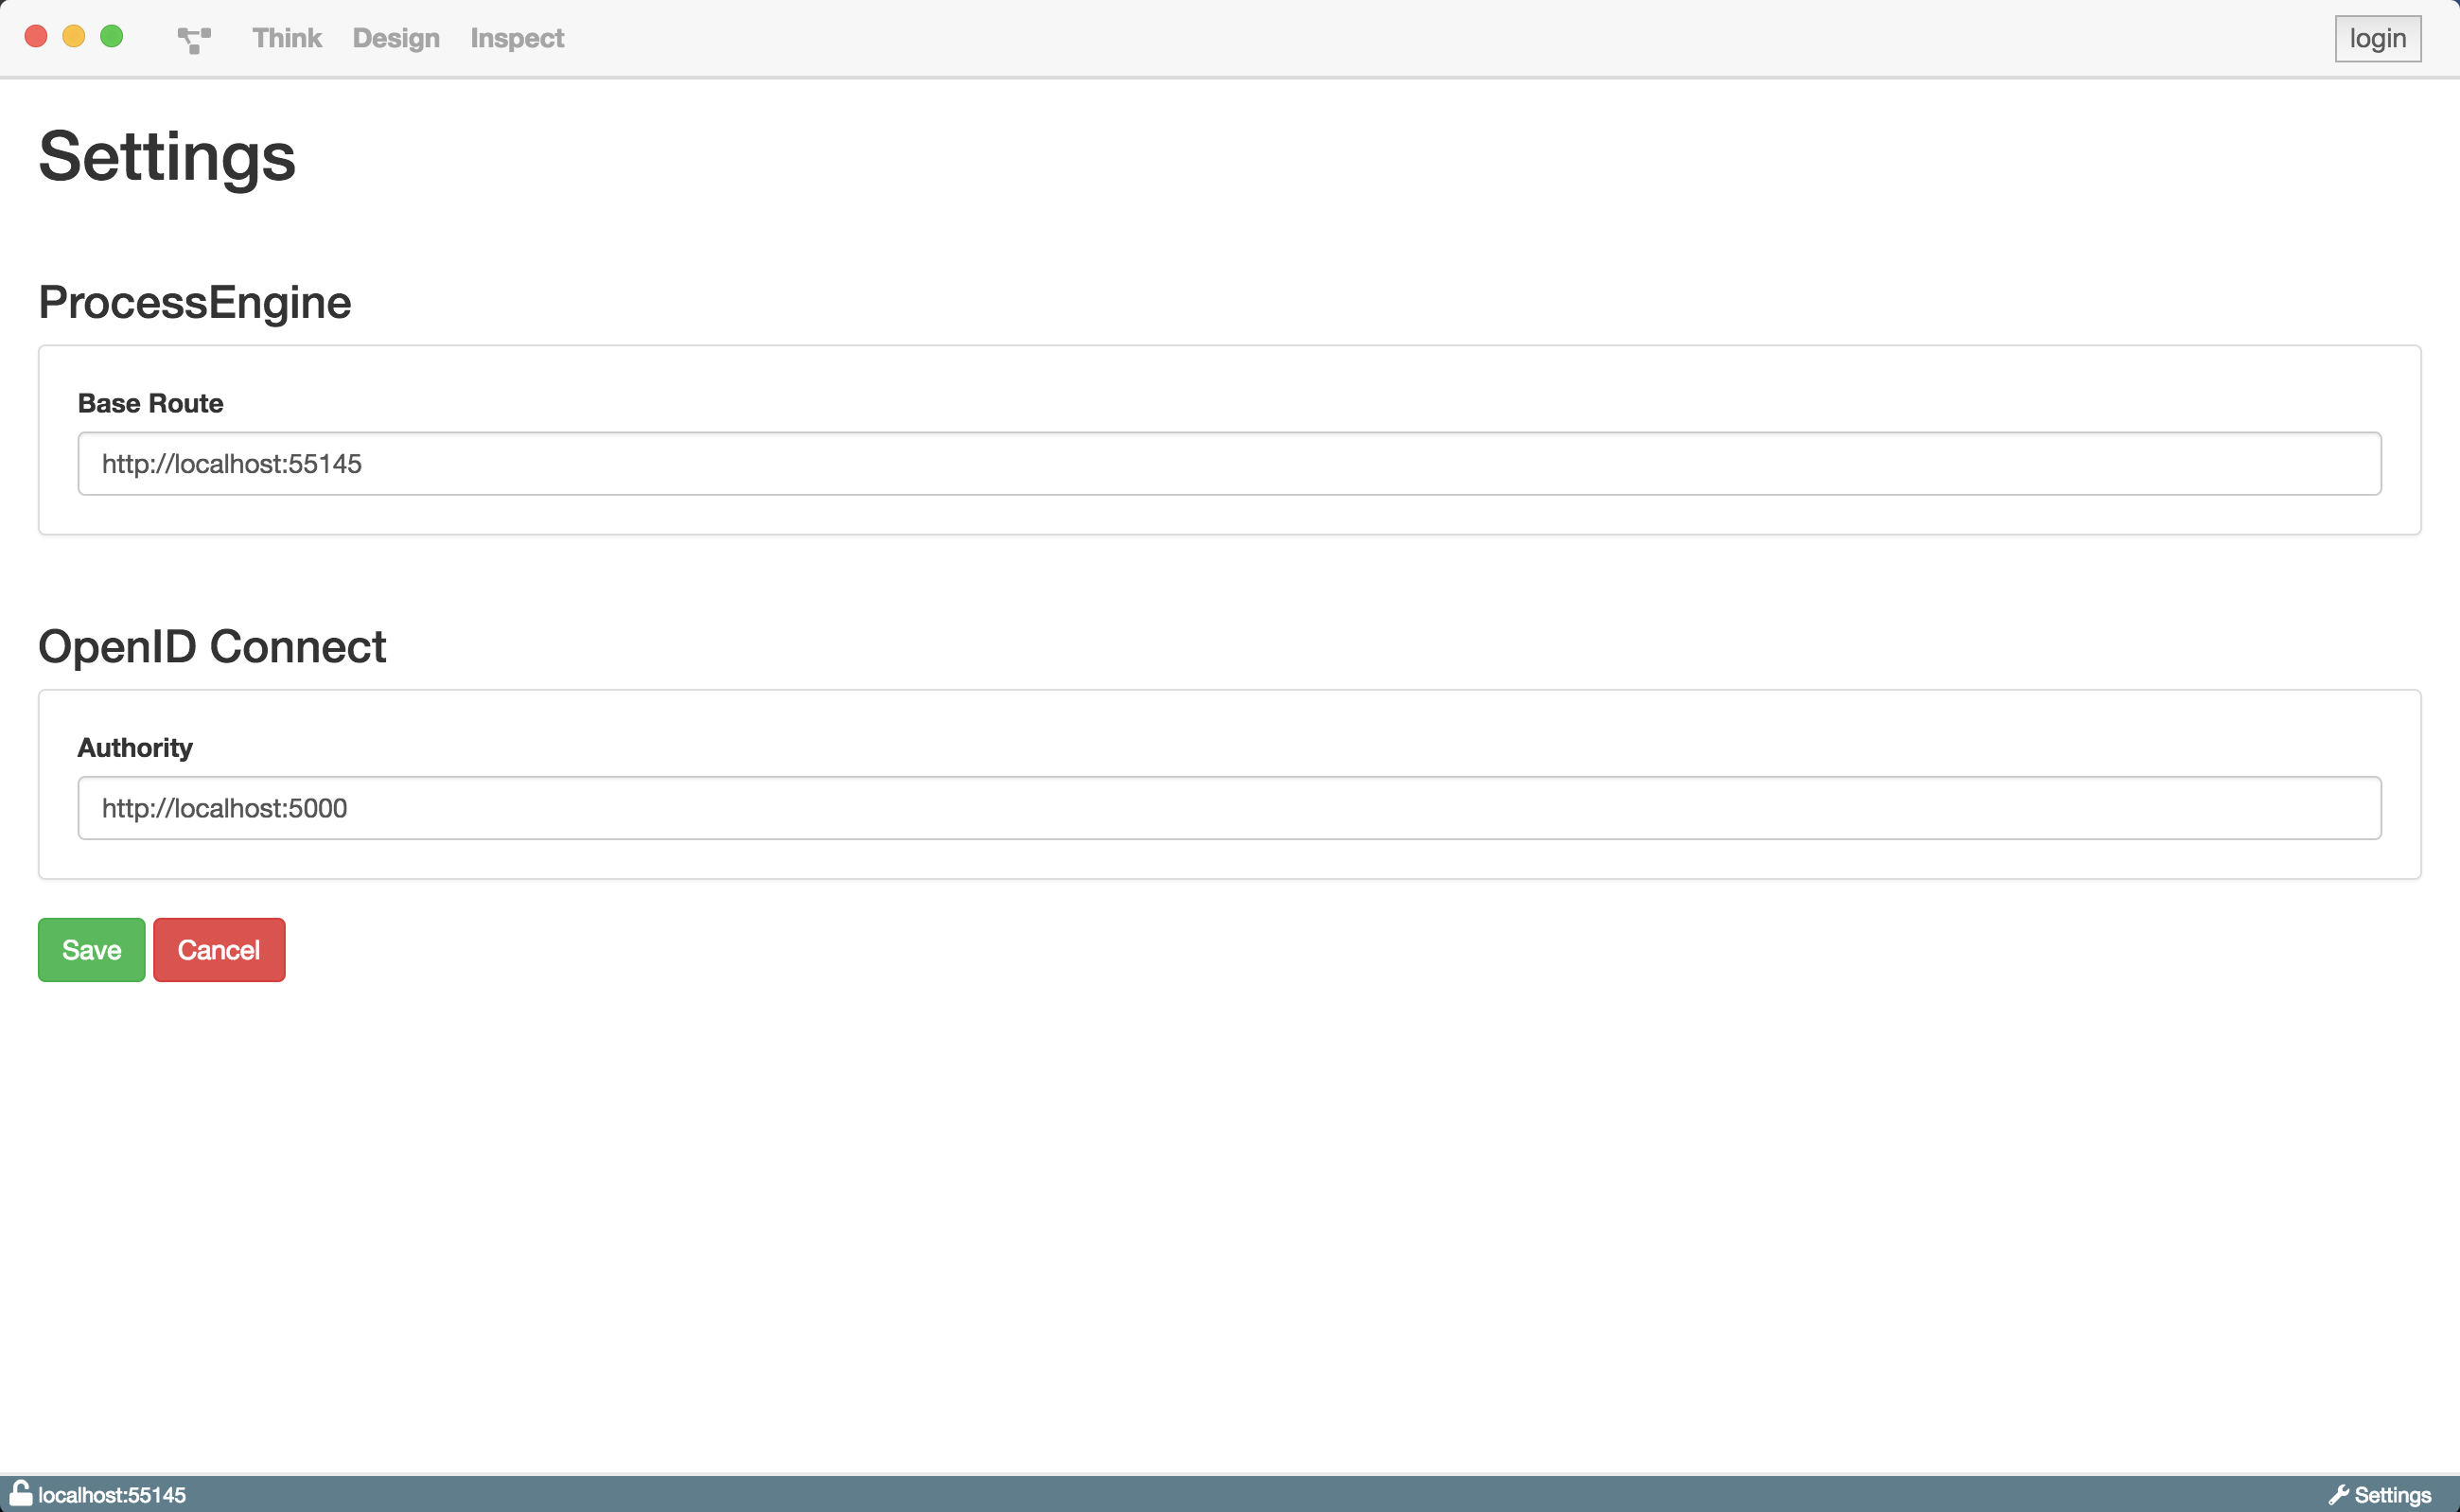 Think Design Inspect login
Settings
ProcessEngine
Base Route
http://localhost:55145
OpenID Connect
Authority
http://localhost:5000
Save Cancel
localhost:55145 Settings